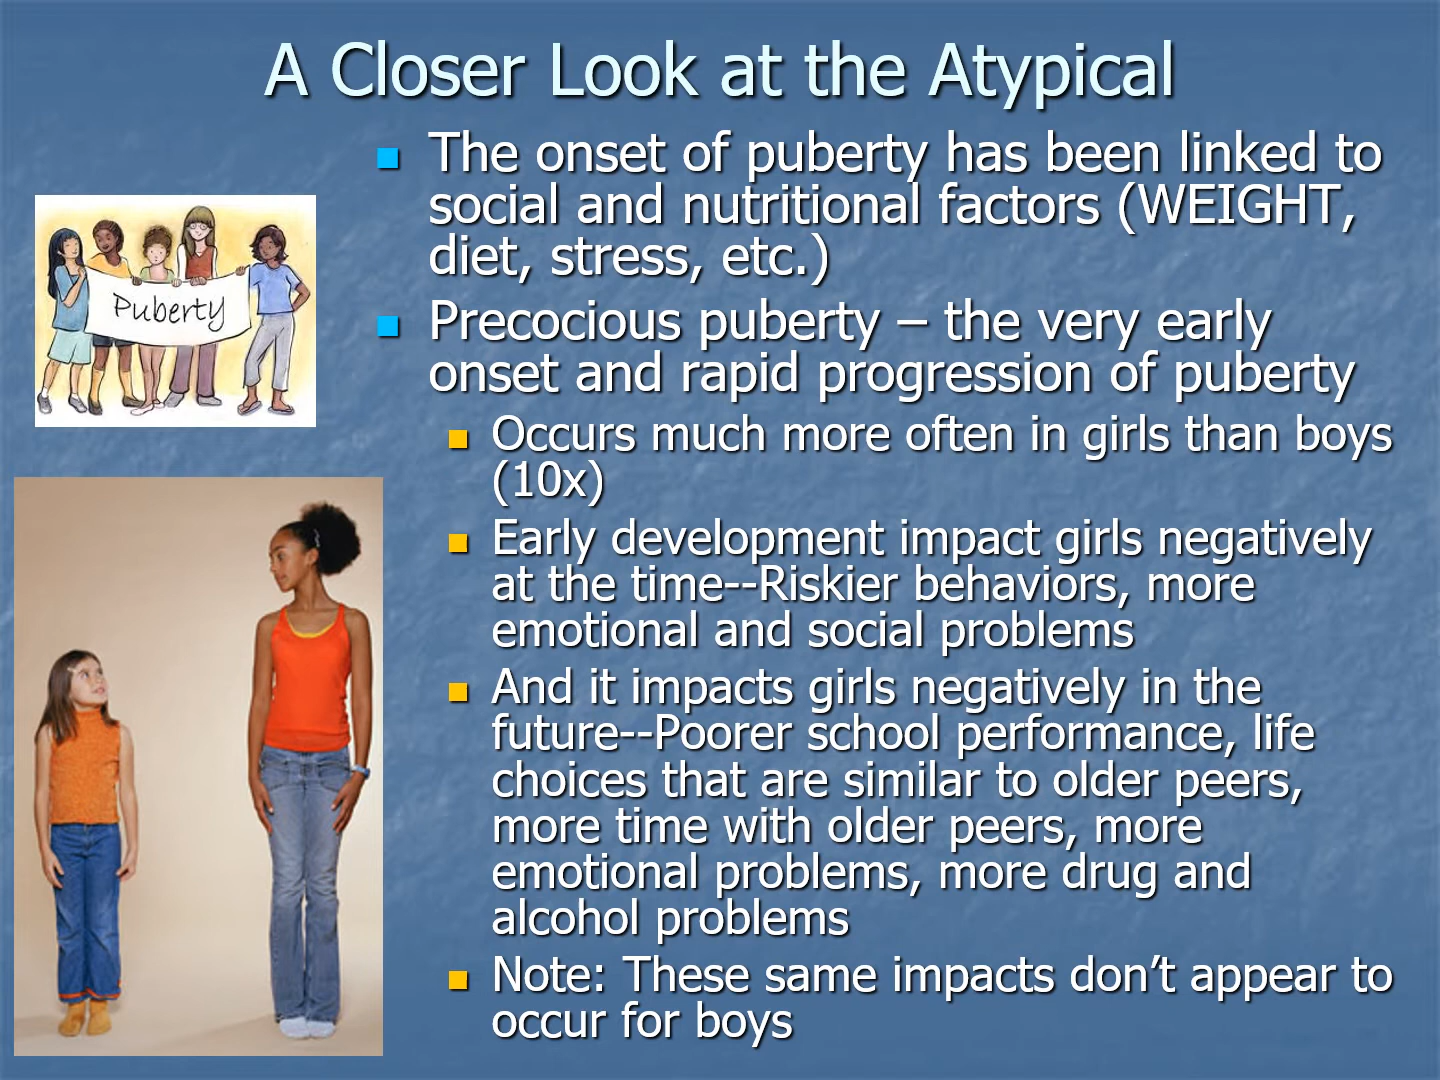 A Closer Look at the Atypical
The onset of puberty has been linked to
social and nutritional factors (WEIGHT,
diet, stress, etc.)
Precocious puberty – the very early
onset and rapid progression of puberty
Occurs much more often in girls than boys
(10x)
Early development impact girls negatively
at the time--Riskier behaviors, more
emotional and social problems
And it impacts girls negatively in the
future--Poorer school performance, life
choices that are similar to older peers,
more time with older peers, more
emotional problems, more drug and
alcohol problems
Note: These same impacts don’t appear to
occur for boys
Puberty